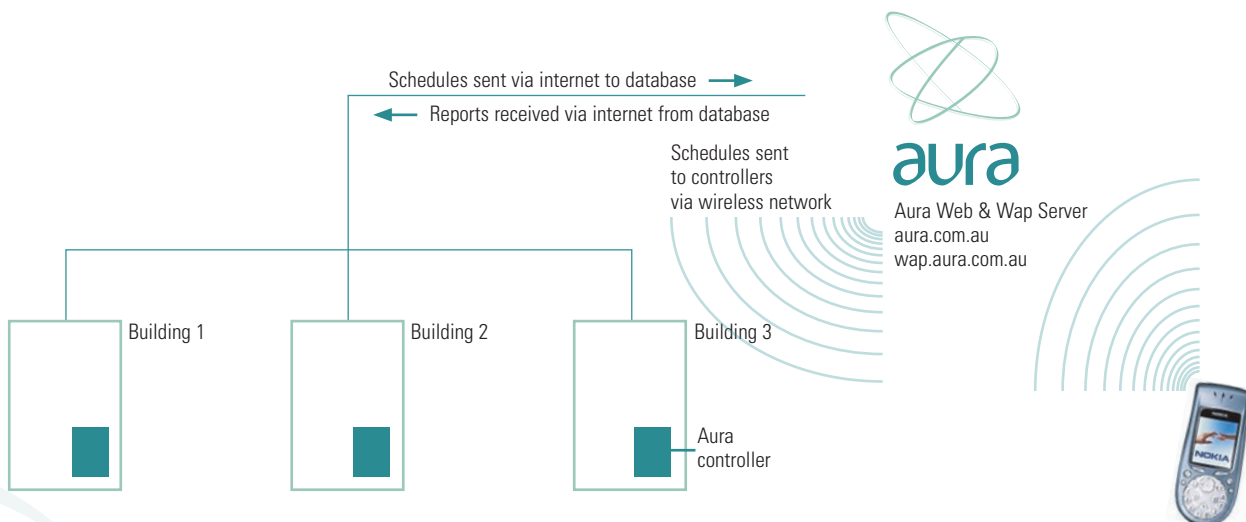 Schedules sent via internet to database
Reports received via internet from database
Schedules sent
to controllers
via wireless network
aura
Aura Web & Wap Server
aura.com.au
wap.aura.com.au
Building 1
Building 2
Building 3
Aura
controller
NOKIA
NOKIA